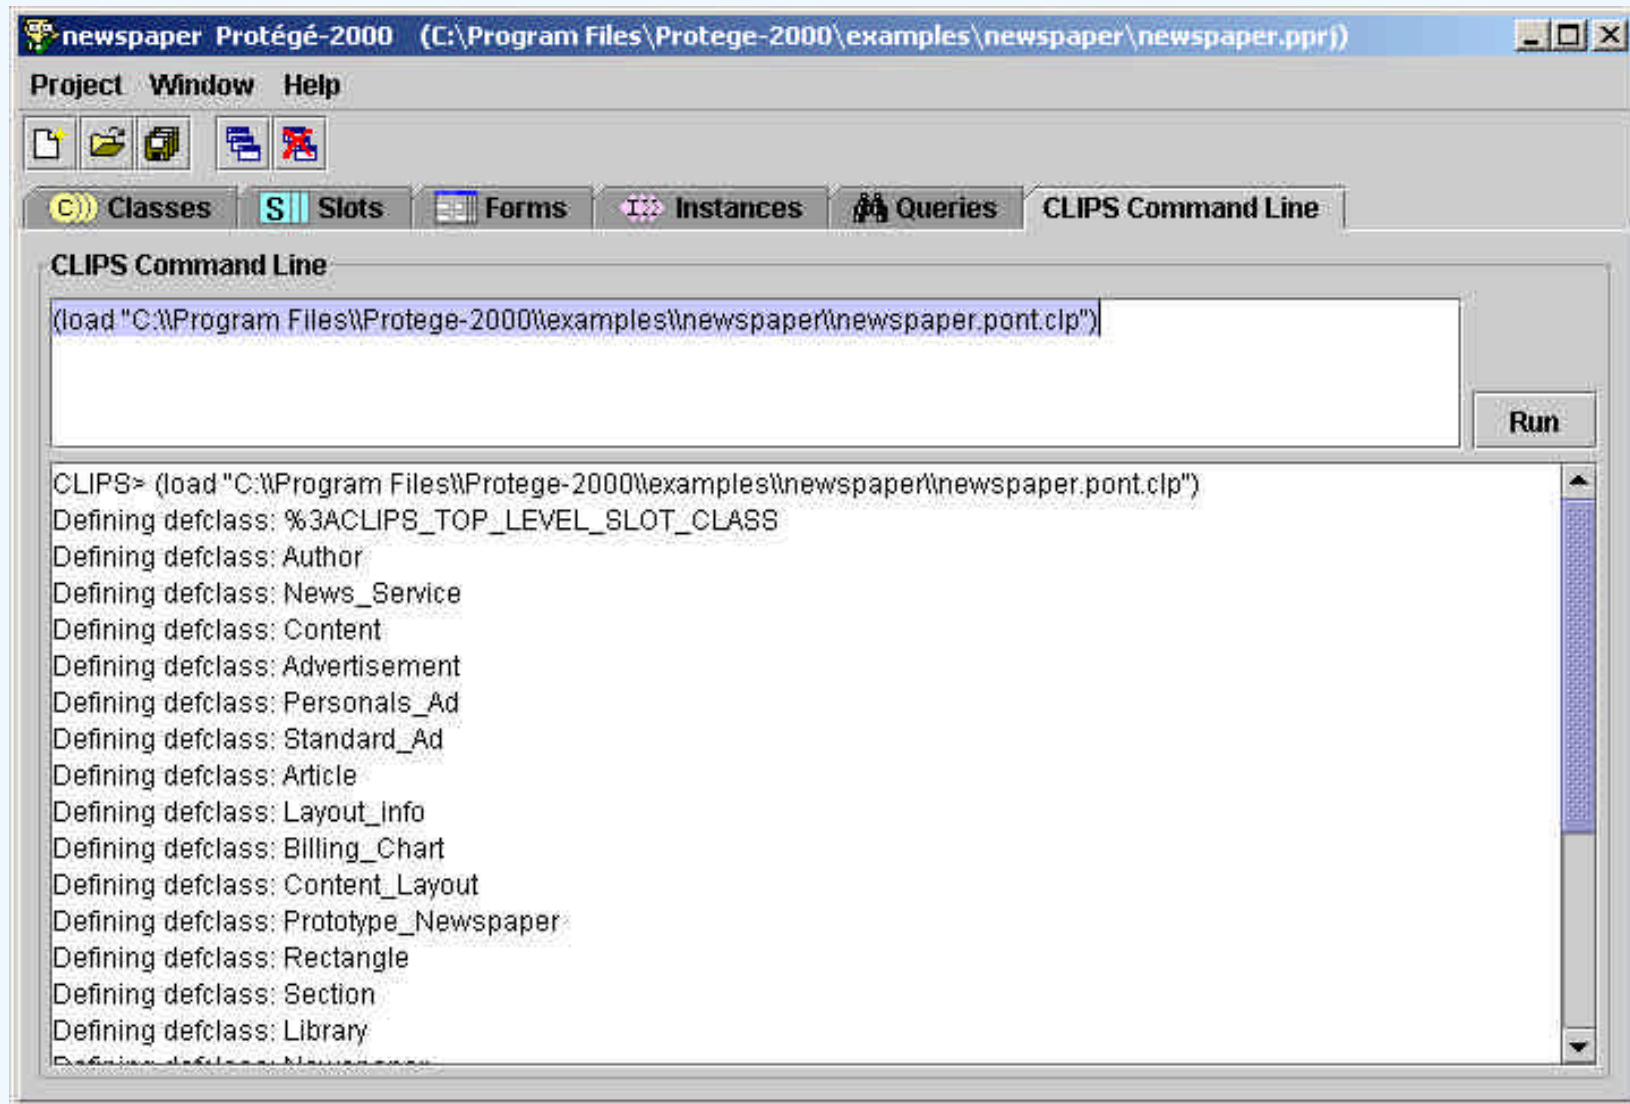 newspaper Protégé-2000 (C:\Program Files\Protege-2000\examples\newspaper\newspaper.pprj)
Project Window Help
C Classes S Slots Forms I Instances Queries CLIPS Command Line
CLIPS Command Line
(load "C:\\Program Files\\Protege-2000\\examples\\newspaper\\newspaper.pont.clp")
Run
CLIPS> (load "C:\\Program Files\\Protege-2000\\examples\\newspaper\\newspaper.pont.clp")
Defining defclass: %3ACLIPS_TOP_LEVEL_SLOT_CLASS
Defining defclass: Author
Defining defclass: News_Service
Defining defclass: Content
Defining defclass: Advertisement
Defining defclass: Personals_Ad
Defining defclass: Standard_Ad
Defining defclass: Article
Defining defclass: Layout_info
Defining defclass: Billing_Chart
Defining defclass: Content_Layout
Defining defclass: Prototype_Newspaper
Defining defclass: Rectangle
Defining defclass: Section
Defining defclass: Library
Defining defclass: Newspaper